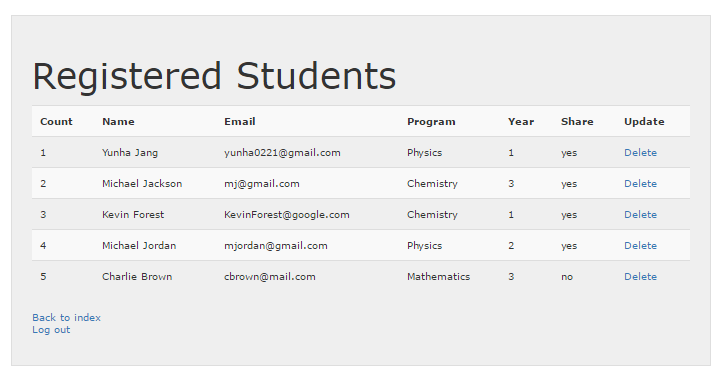 Registered Students
Count Name Email Program Year Share Update
1 Yunha Jang yunha0221@gmail.com Physics 1 yes Delete
2 Michael Jackson mj@gmail.com Chemistry 3 yes Delete
3 Kevin Forest KevinForest@google.com Chemistry 1 yes Delete
4 Michael Jordan mjordan@gmail.com Physics 2 yes Delete
5 Charlie Brown cbrown@mail.com Mathematics 3 no Delete
Back to index
Log out